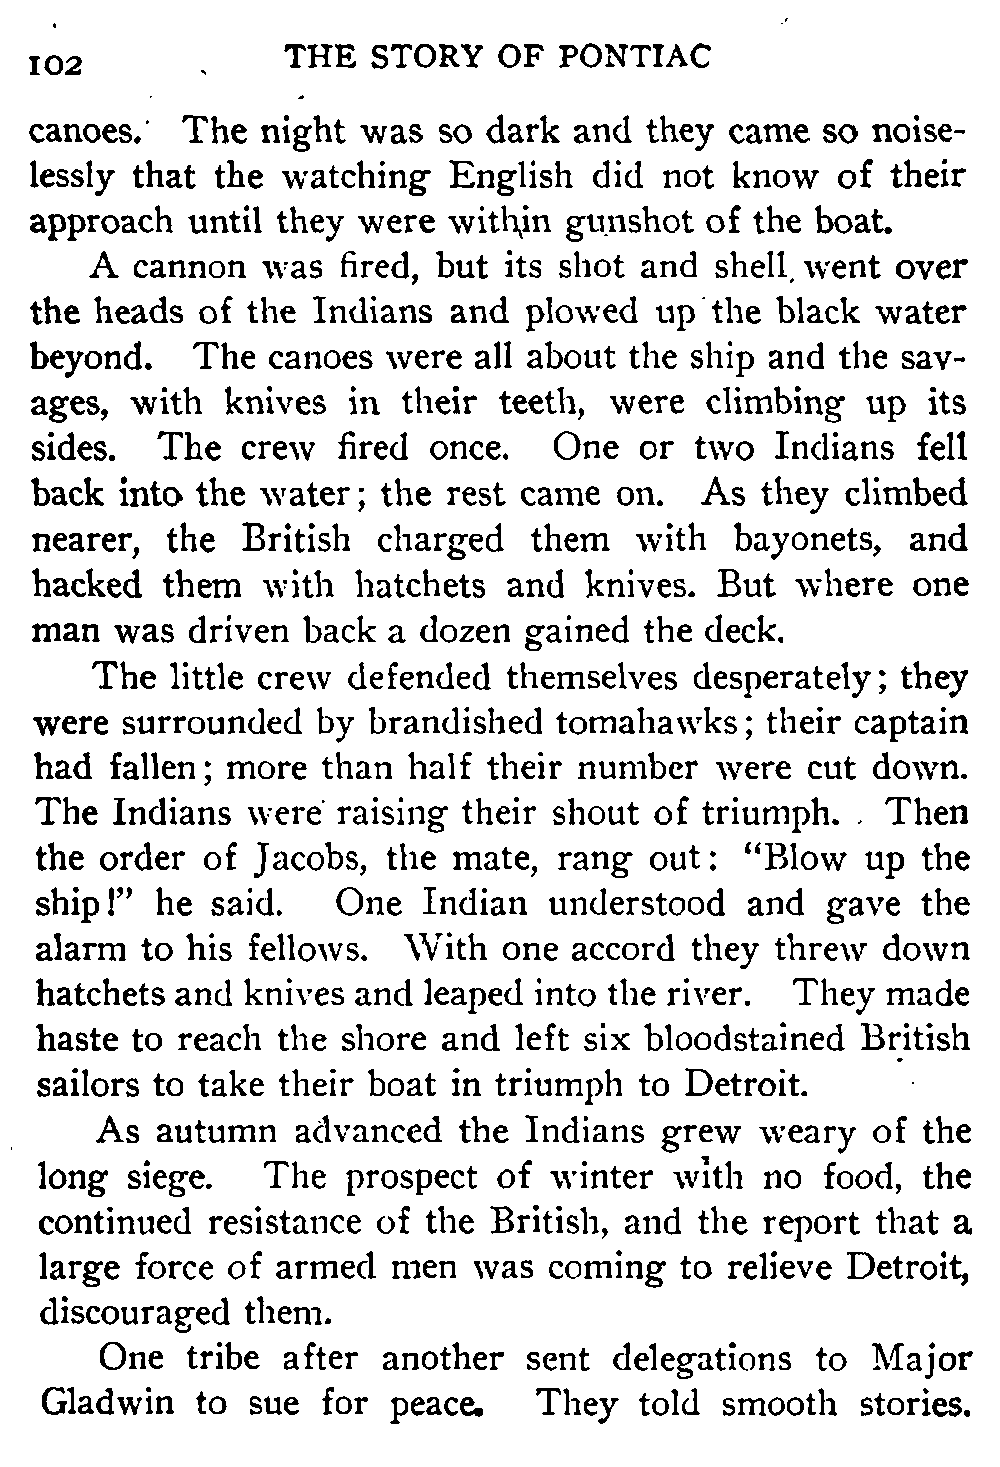 102 THE STORY OF PONTIAC
canoes. The night was so dark and they came so noise-
lessly that the watching English did not know of their
approach until they were within gunshot of the boat.
A cannon was fired, but its shot and shell went over
the heads of the Indians and plowed up the black water
beyond. The canoes were all about the ship and the sav-
ages, with knives in their teeth, were climbing up its
sides. The crew fired once. One or two Indians fell
back into the water; the rest came on. As they climbed
nearer, the British charged them with bayonets, and
hacked them with hatchets and knives. But where one
man was driven back a dozen gained the deck.
The little crew defended themselves desperately; they
were surrounded by brandished tomahawks; their captain
had fallen; more than half their number were cut down.
The Indians were raising their shout of triumph. Then
the order of Jacobs, the mate, rang out: “Blow up the
ship!” he said. One Indian understood and gave the
alarm to his fellows. With one accord they threw down
hatchets and knives and leaped into the river. They made
haste to reach the shore and left six bloodstained British
sailors to take their boat in triumph to Detroit.
As autumn advanced the Indians grew weary of the
long siege. The prospect of winter with no food, the
continued resistance of the British, and the report that a
large force of armed men was coming to relieve Detroit,
discouraged them.
One tribe after another sent delegations to Major
Gladwin to sue for peace. They told smooth stories.